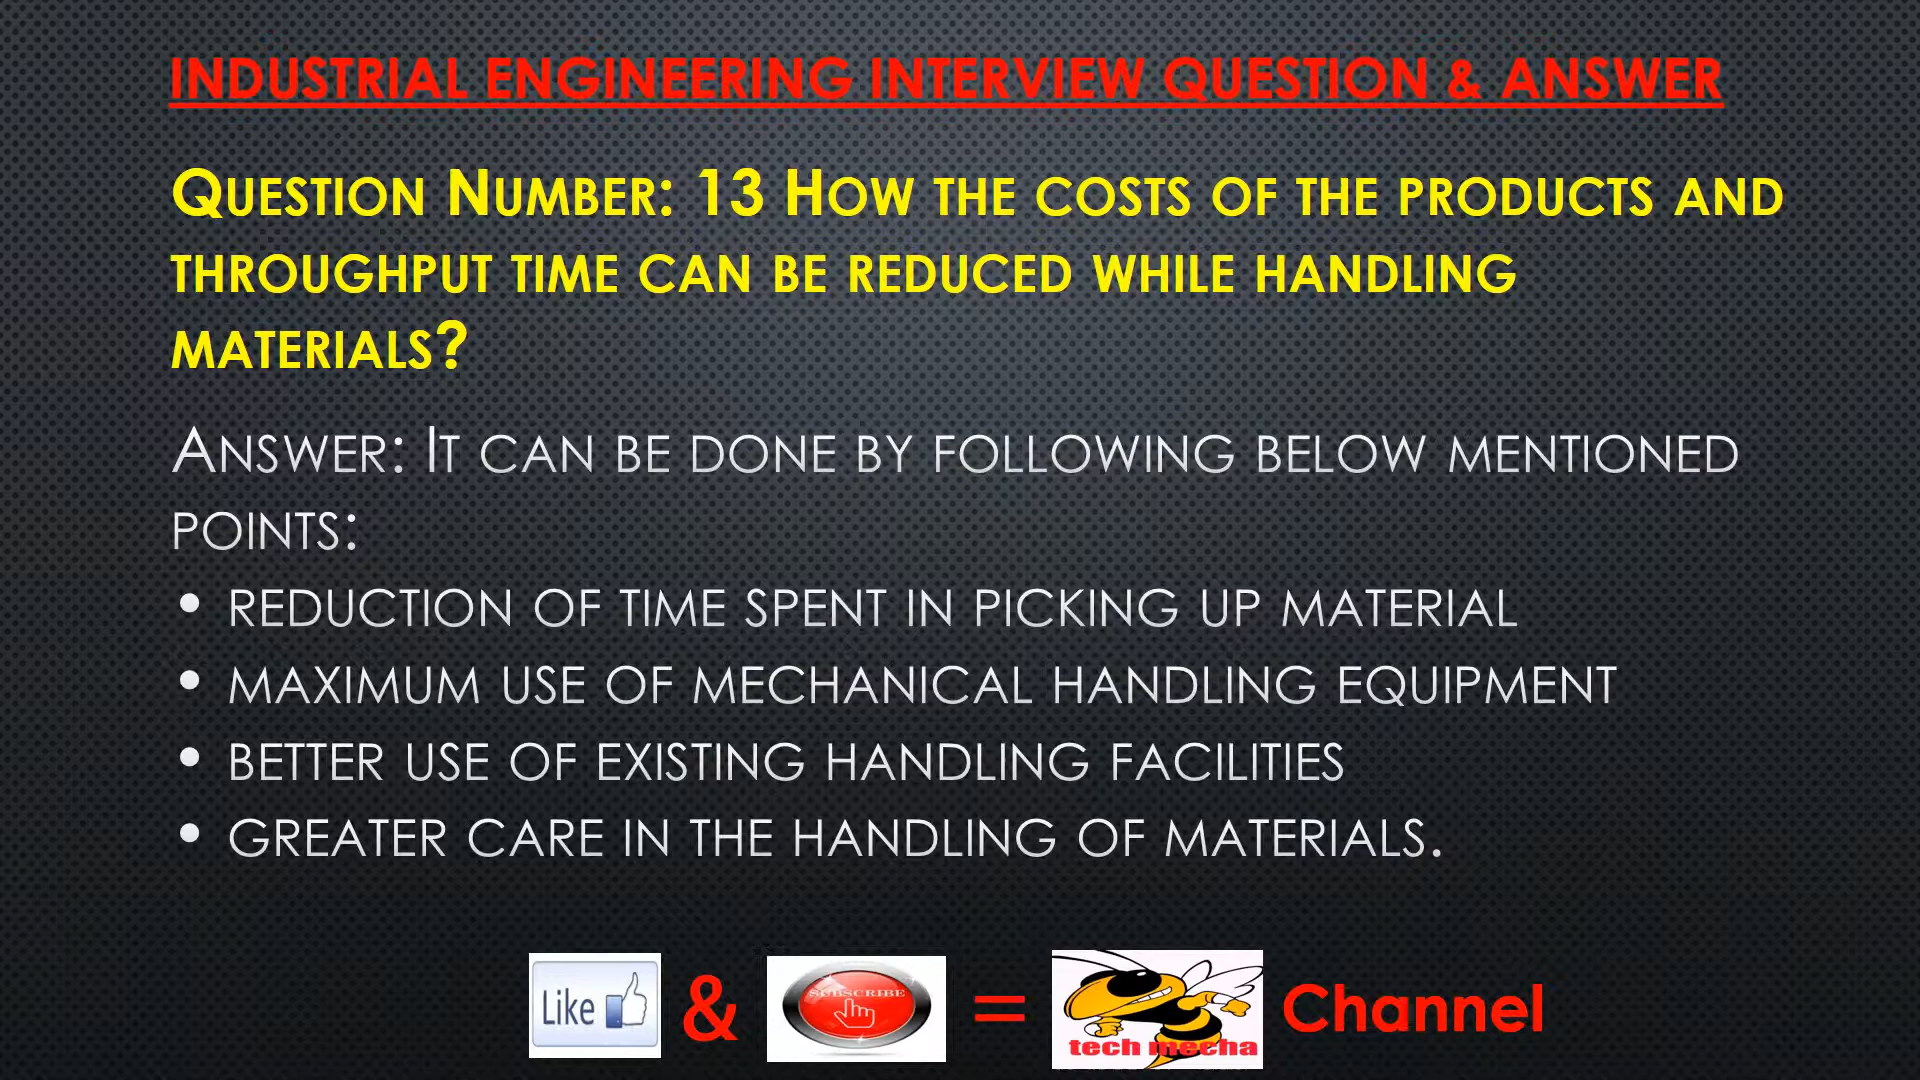 INDUSTRIAL ENGINEERING INTERVIEW QUESTION & ANSWER
QUESTION NUMBER: 13 HOW THE COSTS OF THE PRODUCTS AND
THROUGHPUT TIME CAN BE REDUCED WHILE HANDLING
MATERIALS?
ANSWER: IT CAN BE DONE BY FOLLOWING BELOW MENTIONED
POINTS:
• REDUCTION OF TIME SPENT IN PICKING UP MATERIAL
• MAXIMUM USE OF MECHANICAL HANDLING EQUIPMENT
• BETTER USE OF EXISTING HANDLING FACILITIES
• GREATER CARE IN THE HANDLING OF MATERIALS.
Like & SUBSCRIBE = tech mecha Channel